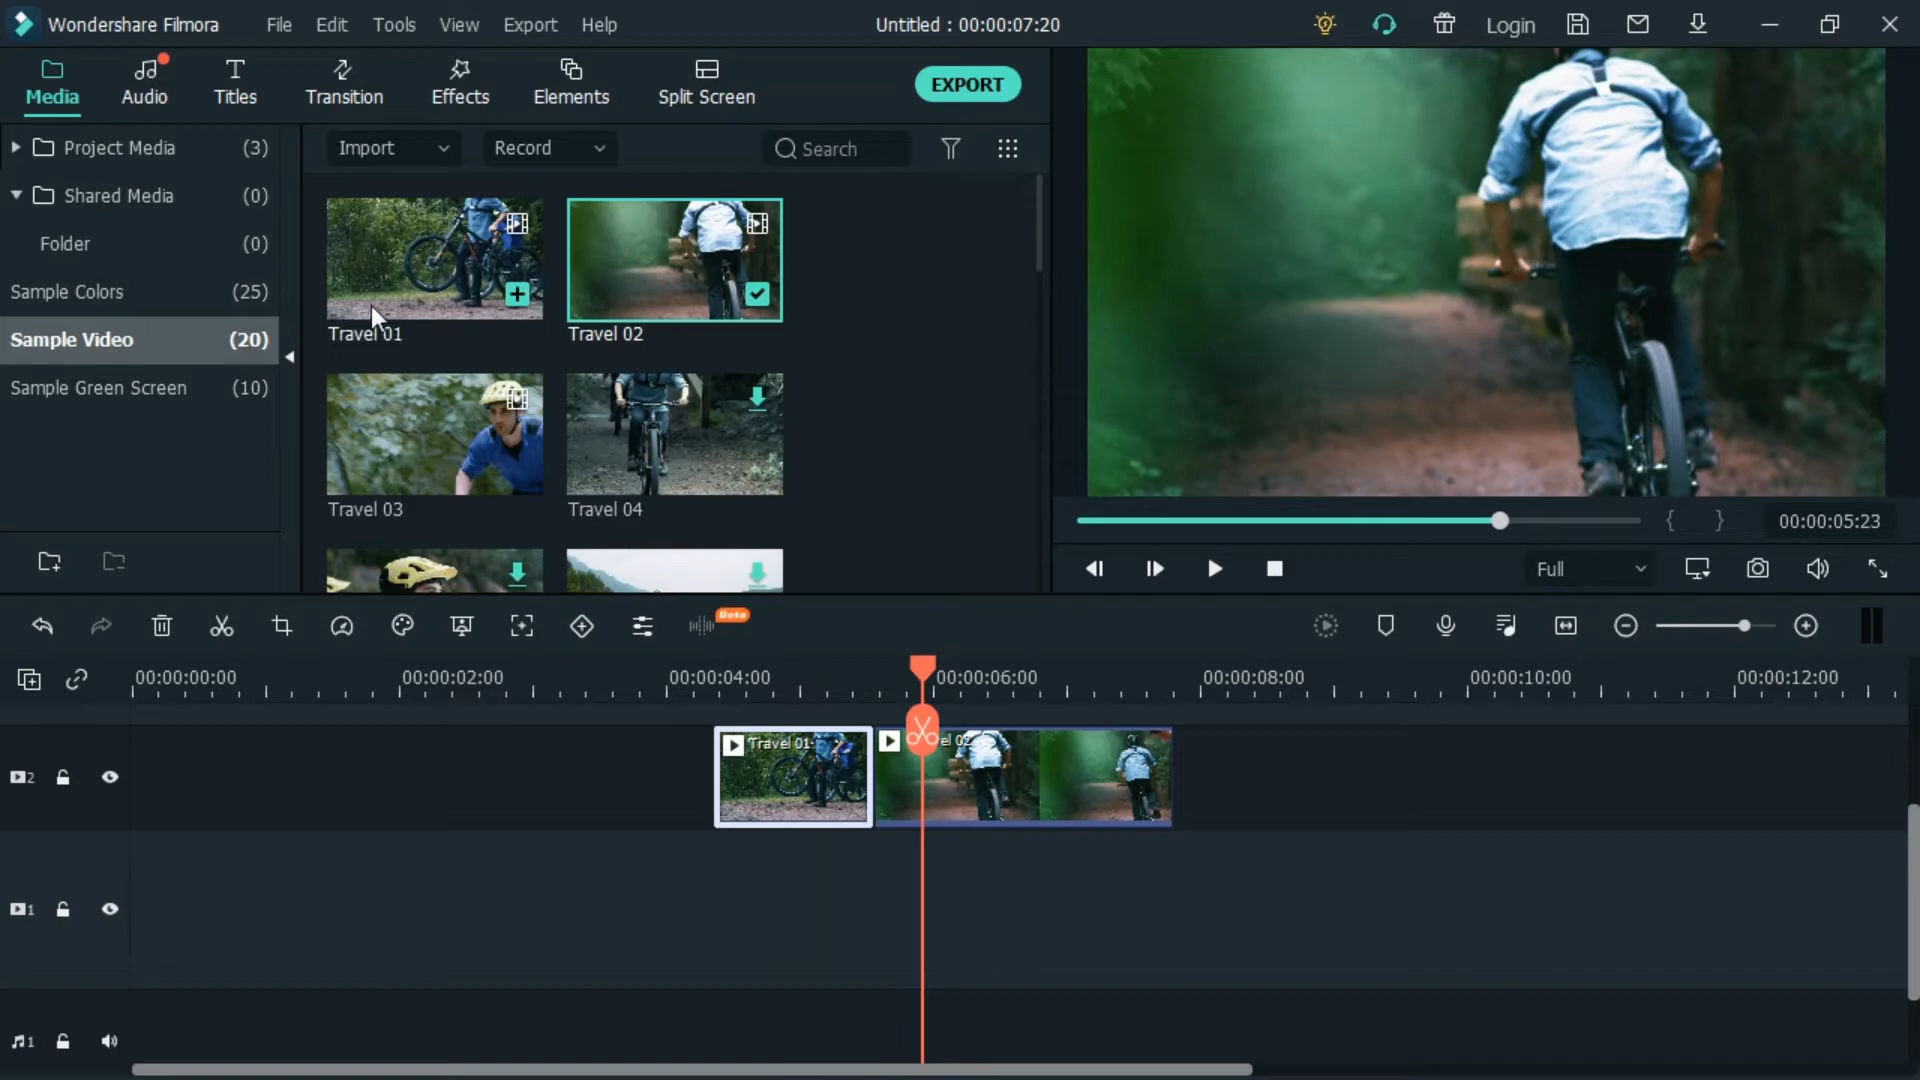 Wondershare Filmora File Edit Tools View Export Help Untitled : 00:00:07:20 Login
Media Audio Titles Transition Effects Elements Split Screen EXPORT
Project Media (3)
Shared Media (0)
Folder (0)
Sample Colors (25)
Sample Video (20)
Sample Green Screen (10)
Import Record Search
Travel 01 Travel 02
Travel 03 Travel 04
{ } 00:00:05:23
Full
Beta
00:00:00:00 00:00:02:00 00:00:04:00 00:00:06:00 00:00:08:00 00:00:10:00 00:00:12:00
2 Travel 01
1
1